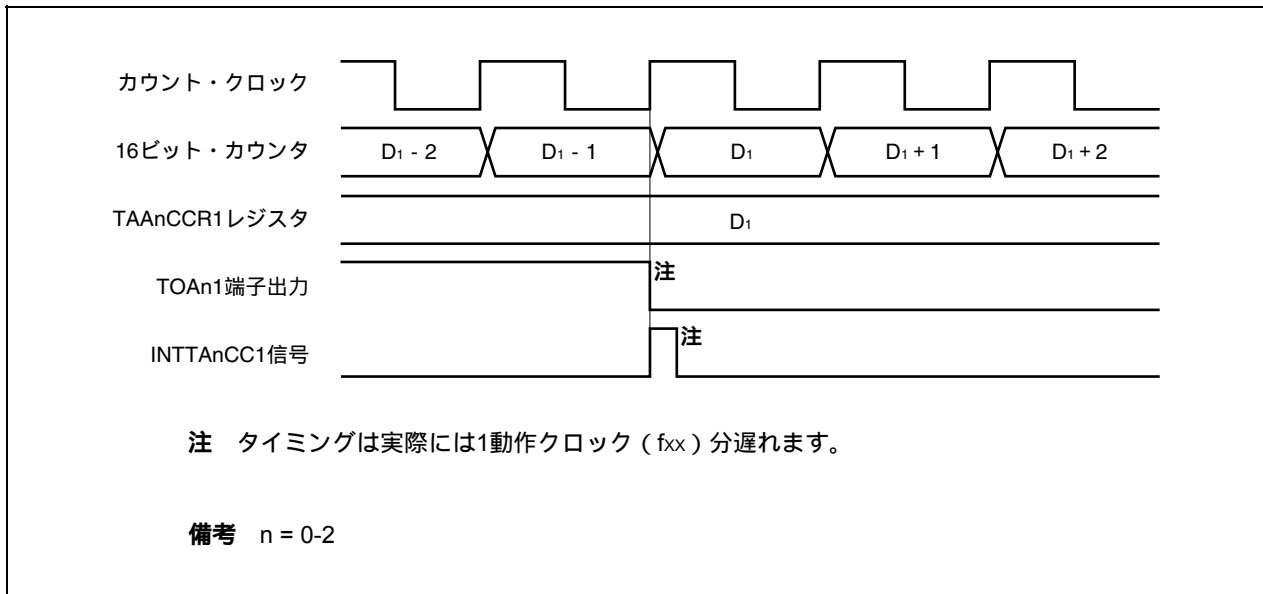 カウント・クロック
16ビット・カウンタ D1 - 2 D1 - 1 D1 D1 + 1 D1 + 2
TAAnCCR1レジスタ D1
TOAn1端子出力 注
INTTAnCC1信号 注
注 タイミングは実際には1動作クロック（fxx）分遅れます。
備考 n = 0-2